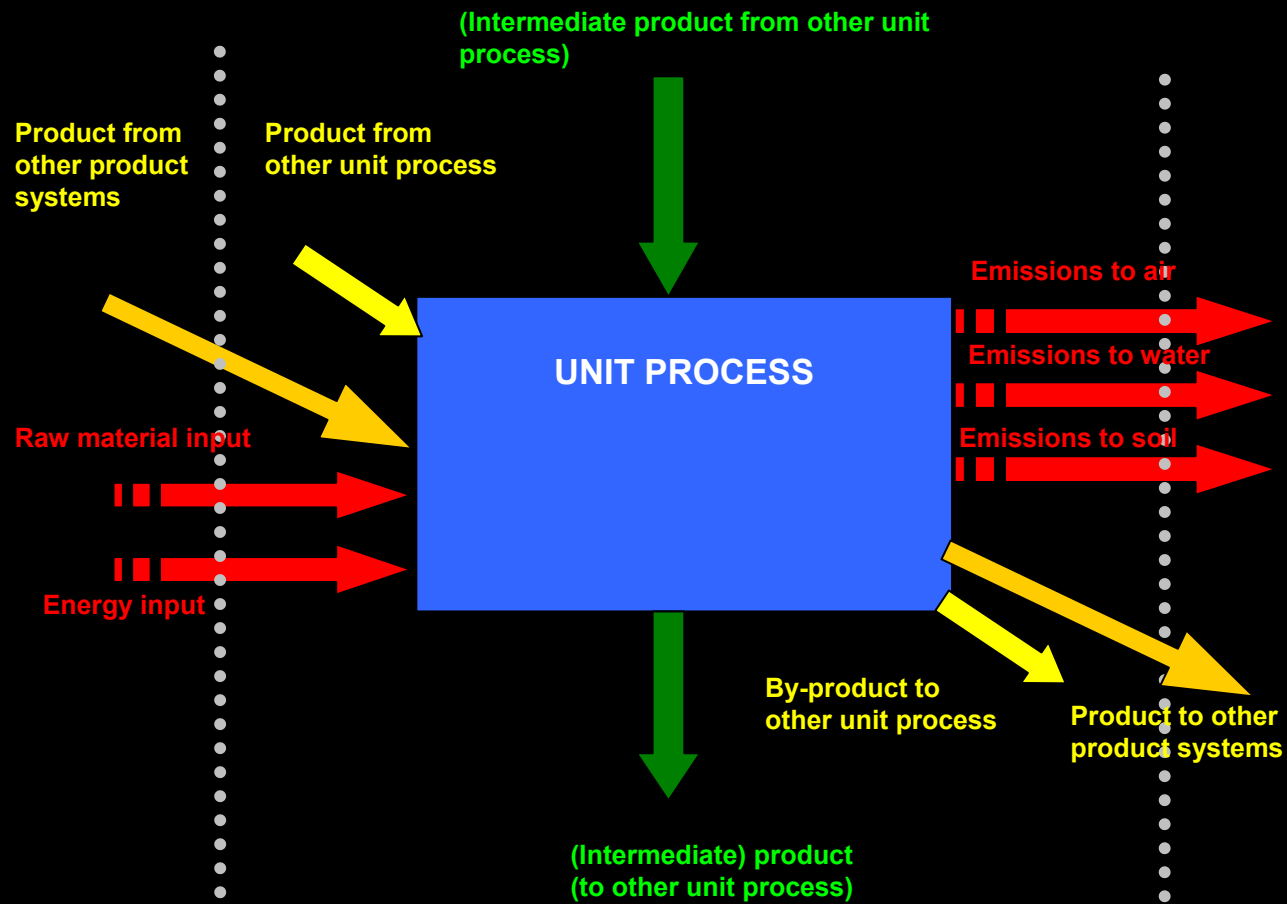 (Intermediate product from other unit
process)
Product from
other product
systems
Product from
other unit process
Emissions to air
UNIT PROCESS
Emissions to water
Raw material input
Emissions to soil
Energy input
By-product to
other unit process
Product to other
product systems
(Intermediate) product
(to other unit process)